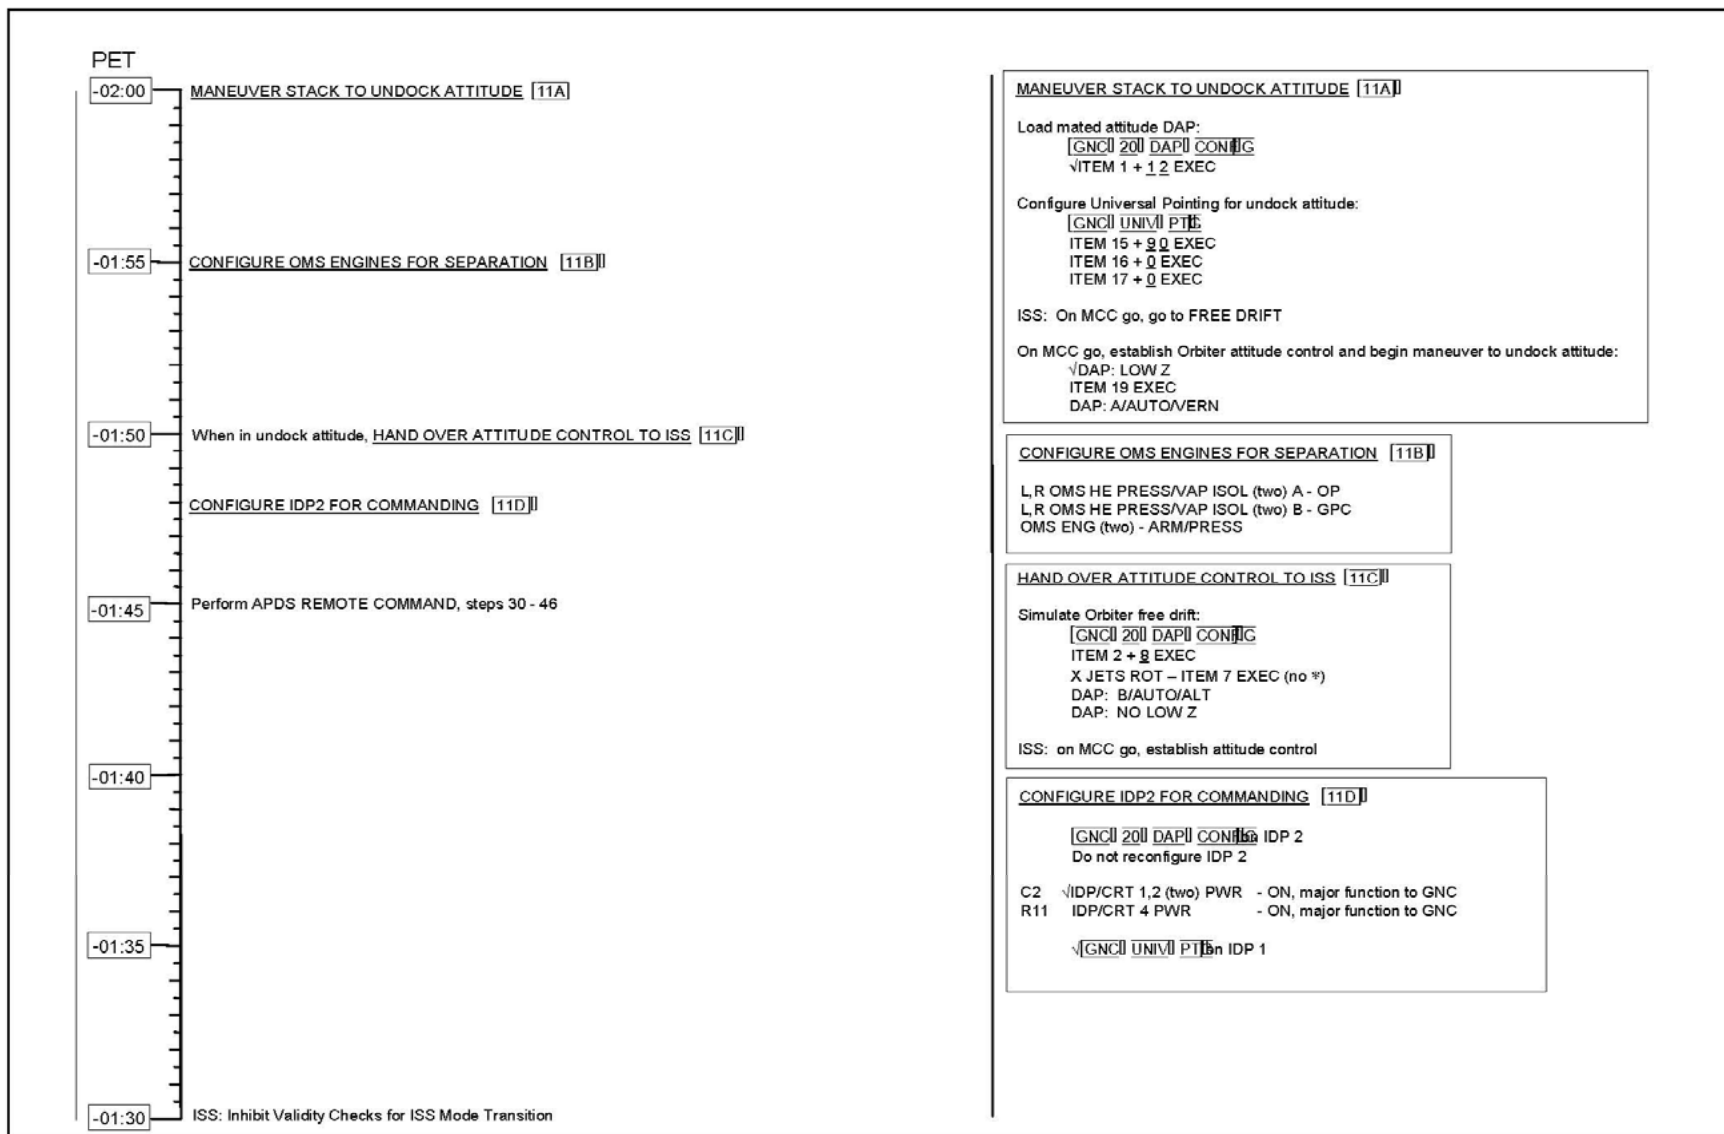 PET
-02:00 MANEUVER STACK TO UNDOCK ATTITUDE [11A]
-01:55 CONFIGURE OMS ENGINES FOR SEPARATION [11B]
-01:50 When in undock attitude, HAND OVER ATTITUDE CONTROL TO ISS [11C]
CONFIGURE IDP2 FOR COMMANDING [11D]
-01:45 Perform APDS REMOTE COMMAND, steps 30 - 46
-01:40
-01:35
-01:30 ISS: Inhibit Validity Checks for ISS Mode Transition
MANEUVER STACK TO UNDOCK ATTITUDE [11A]
Load mated attitude DAP:
GNC 20 DAP CONFIG
√ITEM 1 + 1 2 EXEC
Configure Universal Pointing for undock attitude:
GNC UNIV PTG
ITEM 15 + 9 0 EXEC
ITEM 16 + 0 EXEC
ITEM 17 + 0 EXEC
ISS: On MCC go, go to FREE DRIFT
On MCC go, establish Orbiter attitude control and begin maneuver to undock attitude:
√DAP: LOW Z
ITEM 19 EXEC
DAP: A/AUTO/VERN
CONFIGURE OMS ENGINES FOR SEPARATION [11B]
L,R OMS HE PRESS/VAP ISOL (two) A - OP
L,R OMS HE PRESS/VAP ISOL (two) B - GPC
OMS ENG (two) - ARM/PRESS
HAND OVER ATTITUDE CONTROL TO ISS [11C]
Simulate Orbiter free drift:
GNC 20 DAP CONFIG
ITEM 2 + 8 EXEC
X JETS ROT – ITEM 7 EXEC (no *)
DAP: B/AUTO/ALT
DAP: NO LOW Z
ISS: on MCC go, establish attitude control
CONFIGURE IDP2 FOR COMMANDING [11D]
GNC 20 DAP CONFIG on IDP 2
Do not reconfigure IDP 2
C2 √IDP/CRT 1,2 (two) PWR - ON, major function to GNC
R11 IDP/CRT 4 PWR - ON, major function to GNC
√GNC UNIV PTG on IDP 1